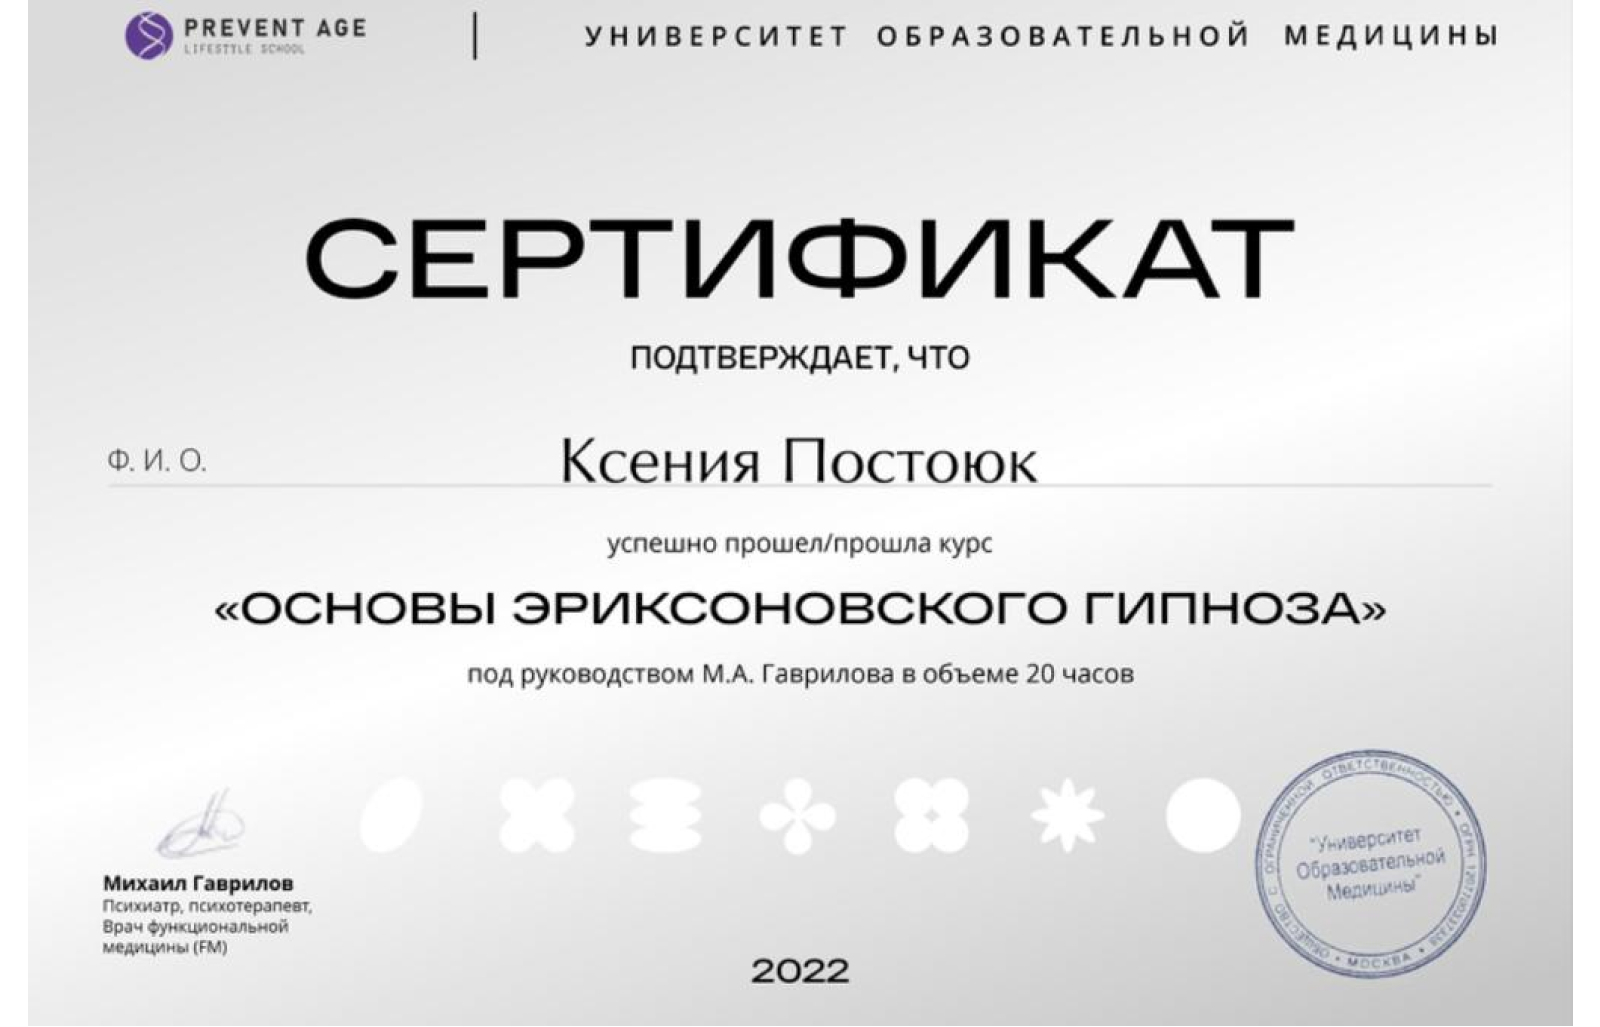 PREVENT AGE
LIFESTYLE SCHOOL
УНИВЕРСИТЕТ ОБРАЗОВАТЕЛЬНОЙ МЕДИЦИНЫ
СЕРТИФИКАТ
ПОДТВЕРЖДАЕТ, ЧТО
Ф. И. О.
Ксения Постоюк
успешно прошел/прошла курс
«ОСНОВЫ ЭРИКСОНОВСКОГО ГИПНОЗА»
под руководством М.А. Гаврилова в объеме 20 часов
Михаил Гаврилов
Психиатр, психотерапевт,
Врач функциональной
медицины (FM)
2022
ОБЩЕСТВО С ОГРАНИЧЕННОЙ ОТВЕТСТВЕННОСТЬЮ • ОГРН
• МОСКВА •
"Университет
Образовательной
Медицины"